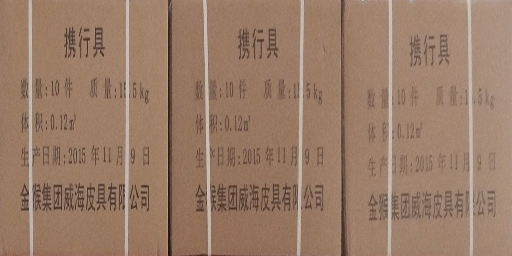 携行具
数量:10件 质量:15.5kg
体积:0.12㎥
生产日期:2015年11月9日
金猴集团威海皮具有限公司
携行具
数量:10件 质量:15.5kg
体积:0.12㎥
生产日期:2015年11月9日
金猴集团威海皮具有限公司
携行具
数量:10件 质量:15.5kg
体积:0.12㎥
生产日期:2015年11月9日
金猴集团威海皮具有限公司